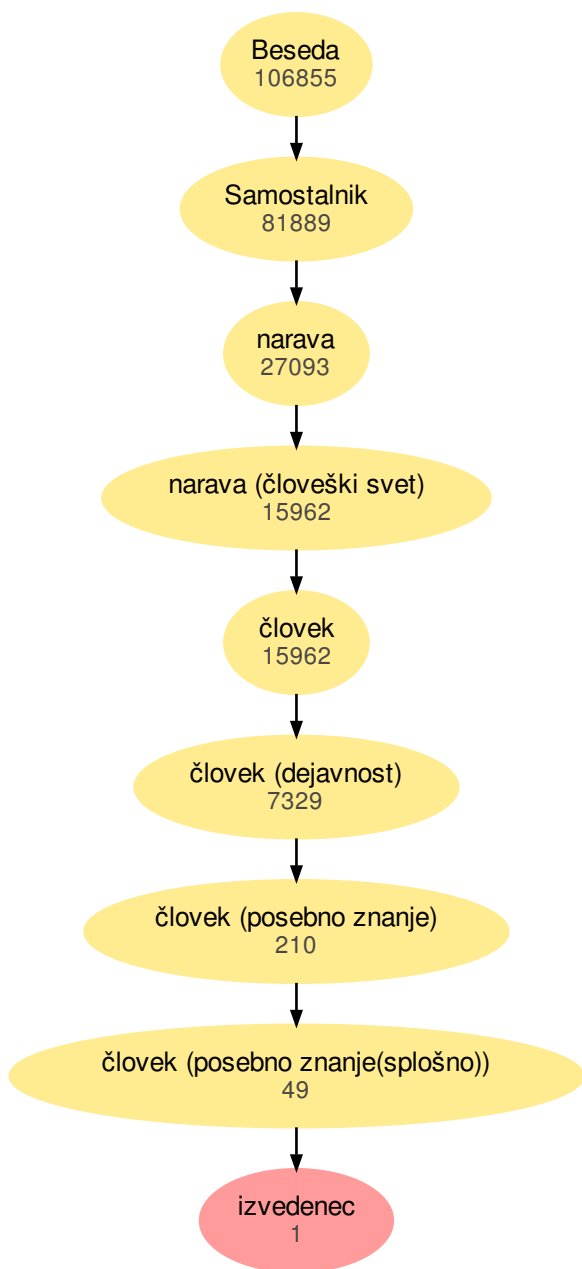 Beseda
106855
Samostalnik
81889
narava
27093
narava (človeški svet)
15962
človek
15962
človek (dejavnost)
7329
človek (posebno znanje)
210
človek (posebno znanje(splošno))
49
izvedenec
1